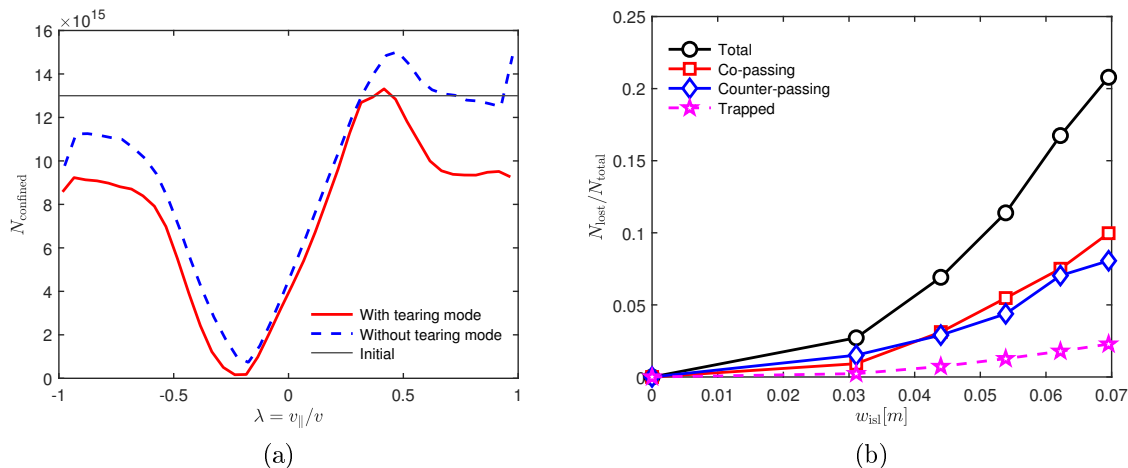 ×10^15
16
14
12
10
8
6
4
2
0
N_confined
-1 -0.5 0 0.5 1
λ = v_∥/v
With tearing mode
Without tearing mode
Initial
(a)
0.25
0.2
0.15
0.1
0.05
0
N_lost/N_total
0 0.01 0.02 0.03 0.04 0.05 0.06 0.07
w_isl[m]
Total
Co-passing
Counter-passing
Trapped
(b)